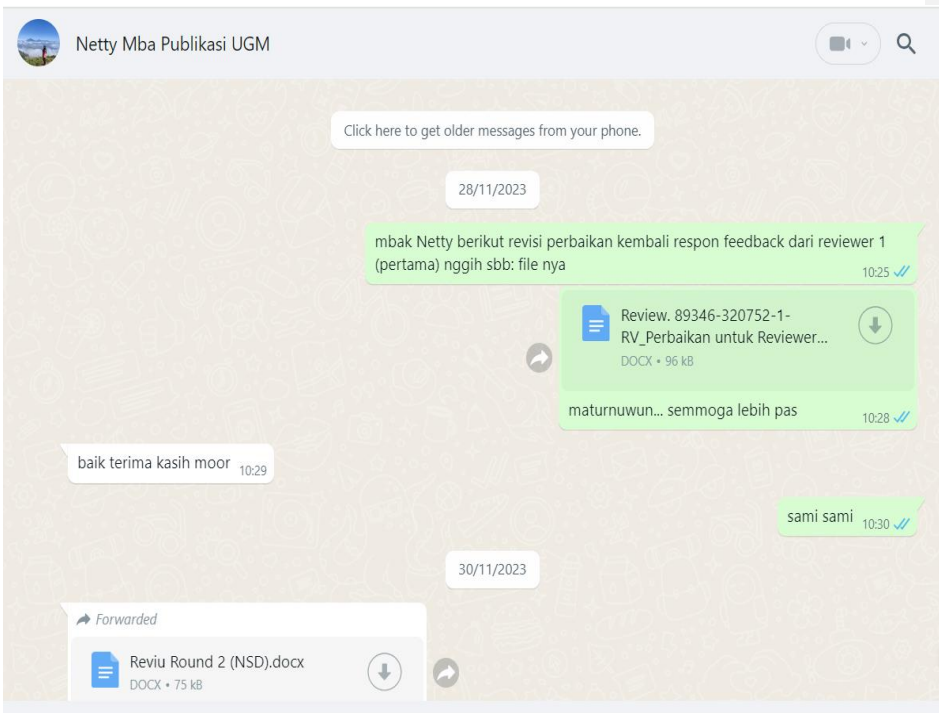 Netty Mba Publikasi UGM
Click here to get older messages from your phone.
28/11/2023
mbak Netty berikut revisi perbaikan kembali respon feedback dari reviewer 1
(pertama) nggih sbb: file nya
10:25
Review. 89346-320752-1-
RV_Perbaikan untuk Reviewer...
DOCX • 96 kB
maturnuwun... semmoga lebih pas
10:28
baik terima kasih moor 10:29
sami sami 10:30
30/11/2023
Forwarded
Reviu Round 2 (NSD).docx
DOCX • 75 kB